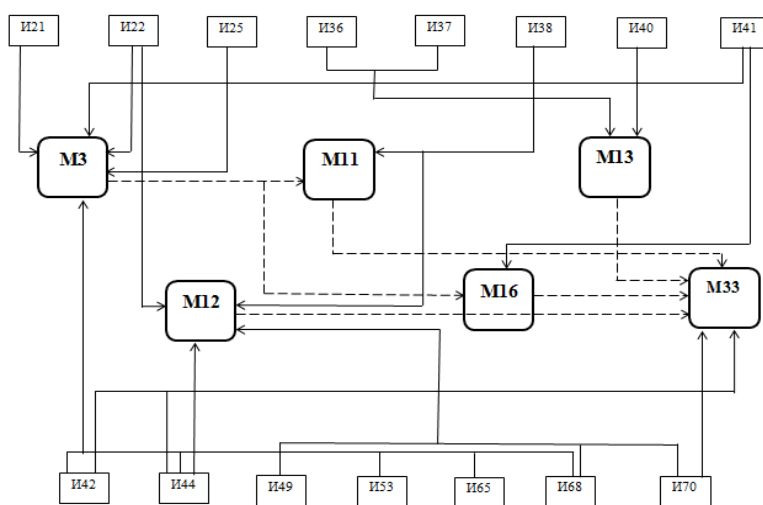 И21 И22 И25 И36 И37 И38 И40 И41
М3 М11 М13
М12 М16 М33
И42 И44 И49 И53 И65 И68 И70